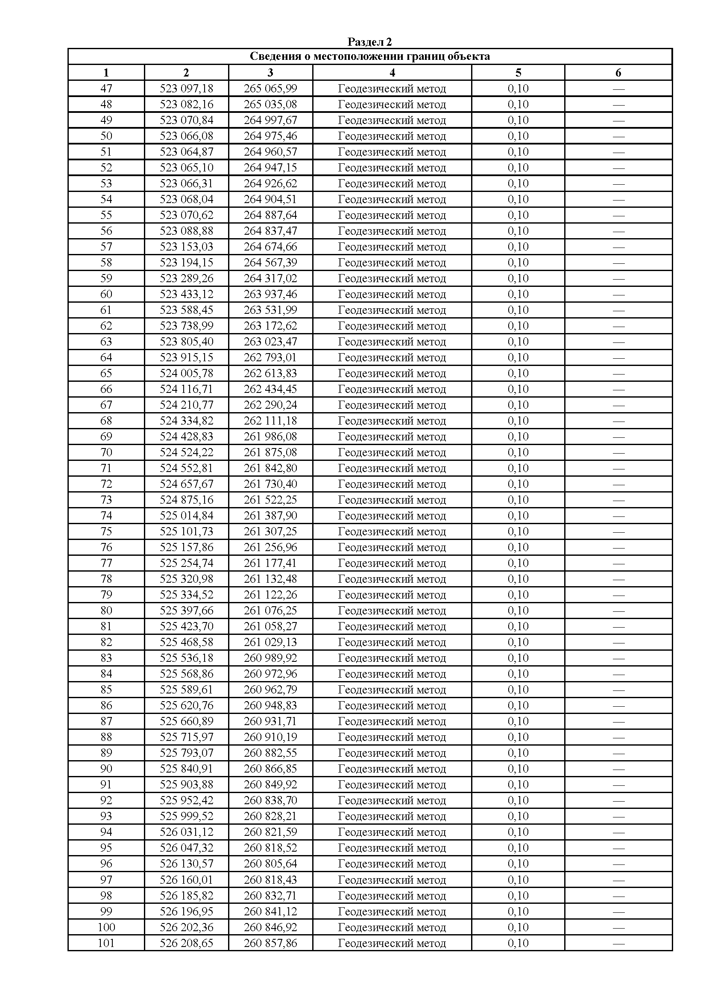 Раздел 2
Сведения о местоположении границ объекта
1 2 3 4 5 6
47 523 097,18 265 065,99 Геодезический метод 0,10 —
48 523 082,16 265 035,08 Геодезический метод 0,10 —
49 523 070,84 264 997,67 Геодезический метод 0,10 —
50 523 066,08 264 975,46 Геодезический метод 0,10 —
51 523 064,87 264 960,57 Геодезический метод 0,10 —
52 523 065,10 264 947,15 Геодезический метод 0,10 —
53 523 066,31 264 926,62 Геодезический метод 0,10 —
54 523 068,04 264 904,51 Геодезический метод 0,10 —
55 523 070,62 264 887,64 Геодезический метод 0,10 —
56 523 088,88 264 837,47 Геодезический метод 0,10 —
57 523 153,03 264 674,66 Геодезический метод 0,10 —
58 523 194,15 264 567,39 Геодезический метод 0,10 —
59 523 289,26 264 317,02 Геодезический метод 0,10 —
60 523 433,12 263 937,46 Геодезический метод 0,10 —
61 523 588,45 263 531,99 Геодезический метод 0,10 —
62 523 738,99 263 172,62 Геодезический метод 0,10 —
63 523 805,40 263 023,47 Геодезический метод 0,10 —
64 523 915,15 262 793,01 Геодезический метод 0,10 —
65 524 005,78 262 613,83 Геодезический метод 0,10 —
66 524 116,71 262 434,45 Геодезический метод 0,10 —
67 524 210,77 262 290,24 Геодезический метод 0,10 —
68 524 334,82 262 111,18 Геодезический метод 0,10 —
69 524 428,83 261 986,08 Геодезический метод 0,10 —
70 524 524,22 261 875,08 Геодезический метод 0,10 —
71 524 552,81 261 842,80 Геодезический метод 0,10 —
72 524 657,67 261 730,40 Геодезический метод 0,10 —
73 524 875,16 261 522,25 Геодезический метод 0,10 —
74 525 014,84 261 387,90 Геодезический метод 0,10 —
75 525 101,73 261 307,25 Геодезический метод 0,10 —
76 525 157,86 261 256,96 Геодезический метод 0,10 —
77 525 254,74 261 177,41 Геодезический метод 0,10 —
78 525 320,98 261 132,48 Геодезический метод 0,10 —
79 525 334,52 261 122,26 Геодезический метод 0,10 —
80 525 397,66 261 076,25 Геодезический метод 0,10 —
81 525 423,70 261 058,27 Геодезический метод 0,10 —
82 525 468,58 261 029,13 Геодезический метод 0,10 —
83 525 536,18 260 989,92 Геодезический метод 0,10 —
84 525 568,86 260 972,96 Геодезический метод 0,10 —
85 525 589,61 260 962,79 Геодезический метод 0,10 —
86 525 620,76 260 948,83 Геодезический метод 0,10 —
87 525 660,89 260 931,71 Геодезический метод 0,10 —
88 525 715,97 260 910,19 Геодезический метод 0,10 —
89 525 793,07 260 882,55 Геодезический метод 0,10 —
90 525 840,91 260 866,85 Геодезический метод 0,10 —
91 525 903,88 260 849,92 Геодезический метод 0,10 —
92 525 952,42 260 838,70 Геодезический метод 0,10 —
93 525 999,52 260 828,21 Геодезический метод 0,10 —
94 526 031,12 260 821,59 Геодезический метод 0,10 —
95 526 047,32 260 818,52 Геодезический метод 0,10 —
96 526 130,57 260 805,64 Геодезический метод 0,10 —
97 526 160,01 260 818,43 Геодезический метод 0,10 —
98 526 185,82 260 832,71 Геодезический метод 0,10 —
99 526 196,95 260 841,12 Геодезический метод 0,10 —
100 526 202,36 260 846,92 Геодезический метод 0,10 —
101 526 208,65 260 857,86 Геодезический метод 0,10 —